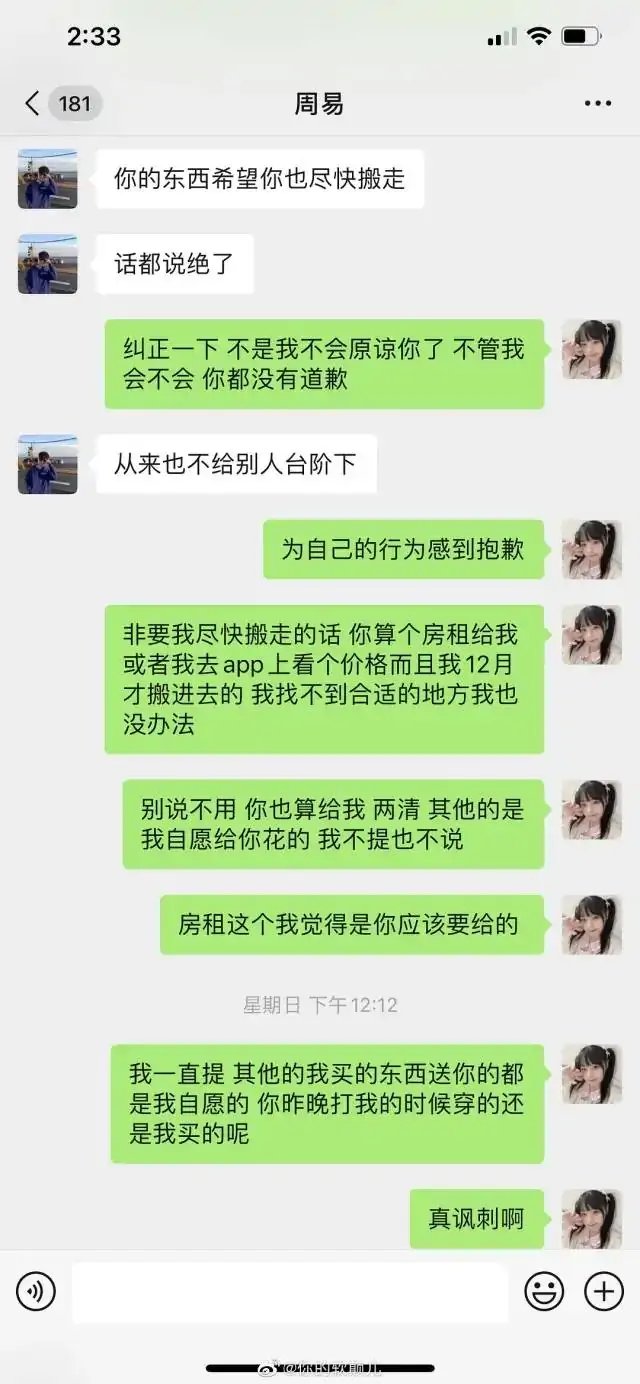 2:33
181
周易
你的东西希望你也尽快搬走
话都说绝了
纠正一下 不是我不会原谅你了 不管我
会不会 你都没有道歉
从来也不给别人台阶下
为自己的行为感到抱歉
非要我尽快搬走的话 你算个房租给我
或者我去app上看个价格而且我12月
才搬进去的 我找不到合适的地方我也
没办法
别说不用 你也算给我 两清 其他的是
我自愿给你花的 我不提也不说
房租这个我觉得是你应该要给的
星期日 下午12:12
我一直提 其他的我买的东西送你的都
是我自愿的 你昨晚打我的时候穿的还
是我买的呢
真讽刺啊
@你的软颠儿